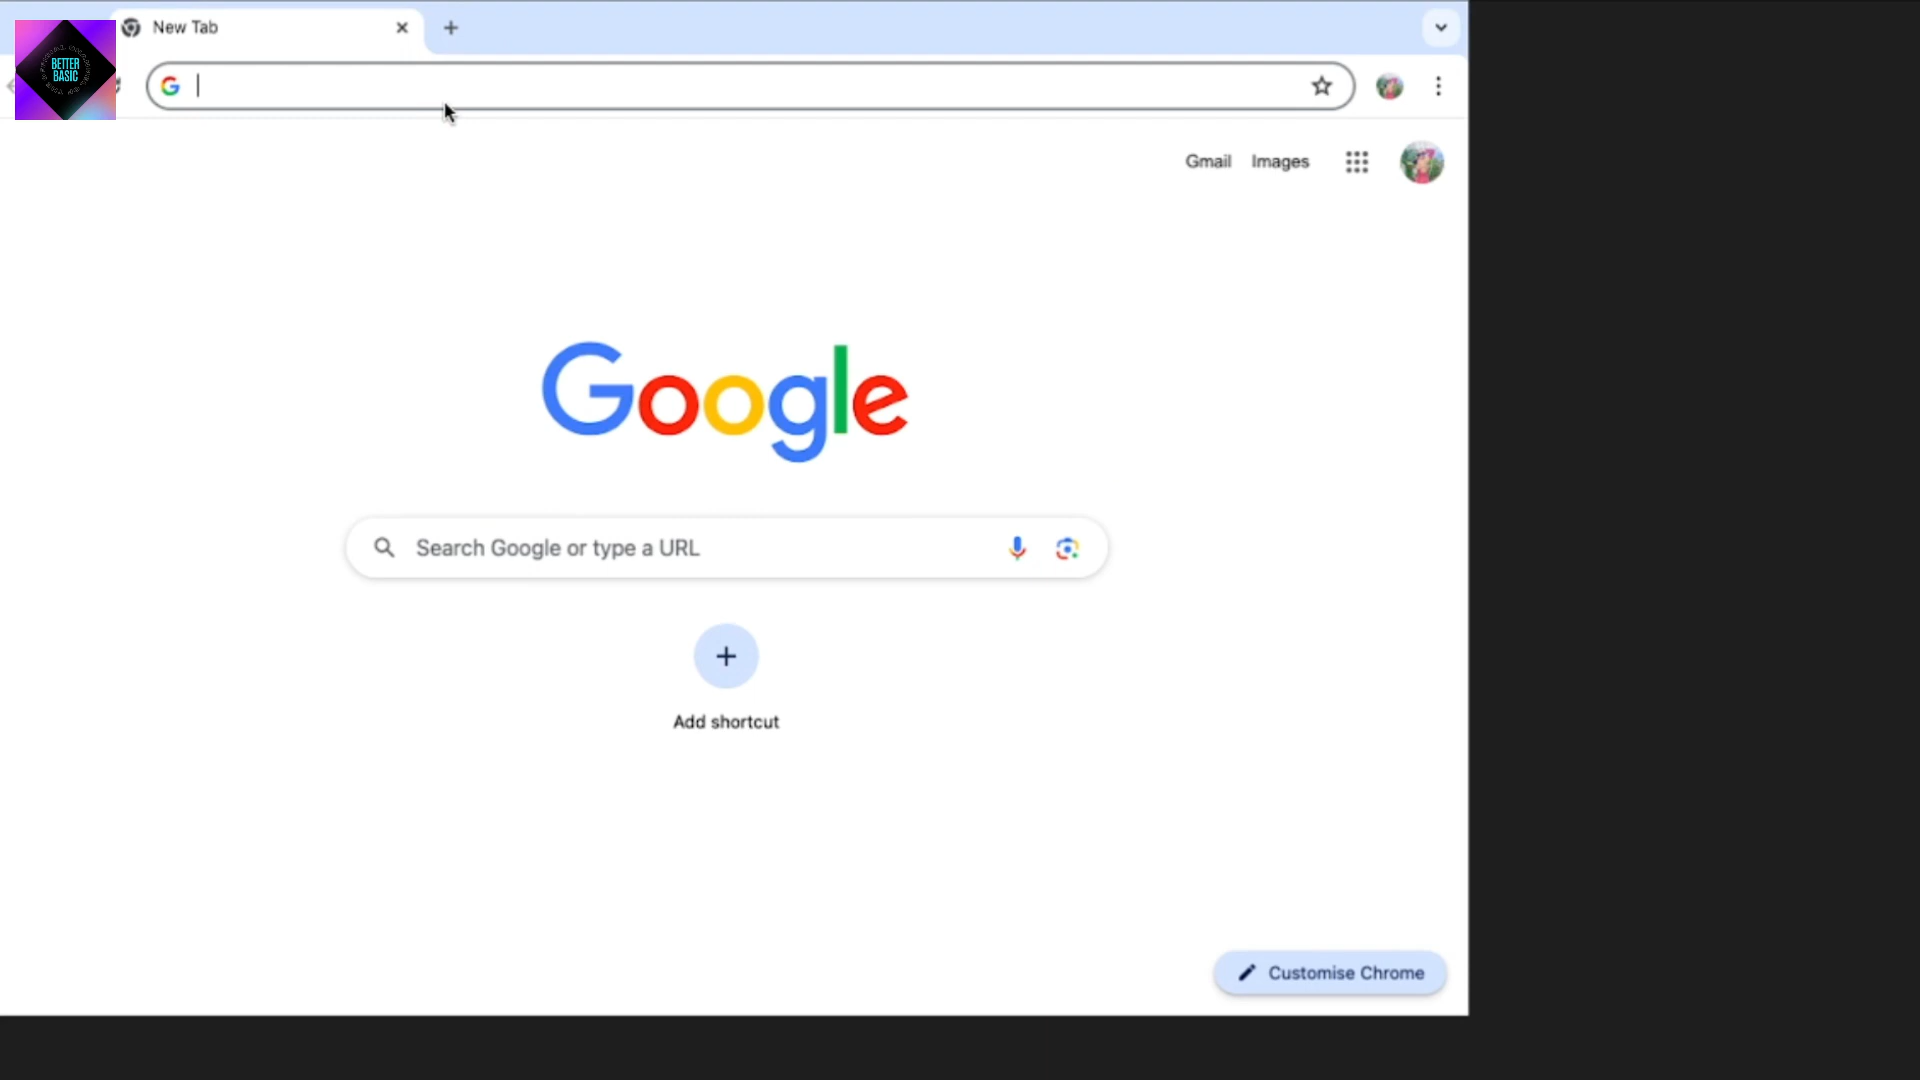 New Tab
BETTER
BASIC
Gmail Images
Google
Search Google or type a URL
Add shortcut
Customise Chrome